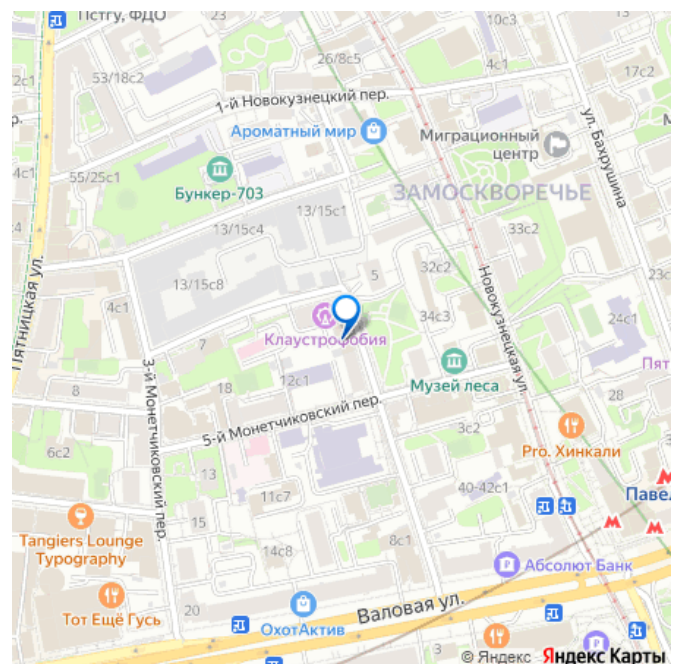 Пстгу, ФДО
2с1
53/18с2
26/8с5
4с1
17с2
1-й Новокузнецкий пер.
ул. Бахрушина
Ароматный мир
Миграционный
центр
55/25с1
4с1
Бункер-703
ЗАМОСКВОРЕЧЬЕ
13/15с1
13/15с4
33с2
Пятницкая ул.
13/15с8
5
32с2
23с
Новокузнецкая ул.
4с1
34с3
24с1
Клаустрофобия
7
3-й Монетчиковский пер.
Музей леса
Пят
18
12с1
8
28
5-й Монетчиковский пер.
3с2
3с
6с2
Pro. Хинкали
13
11с7
40-42с1
Паве
15
Tangiers Lounge
Typography
14с8
8с1
Абсолют Банк
Тот Ещё Гусь
20
Валовая ул.
ОхотАктив
© Яндекс Яндекс Карты